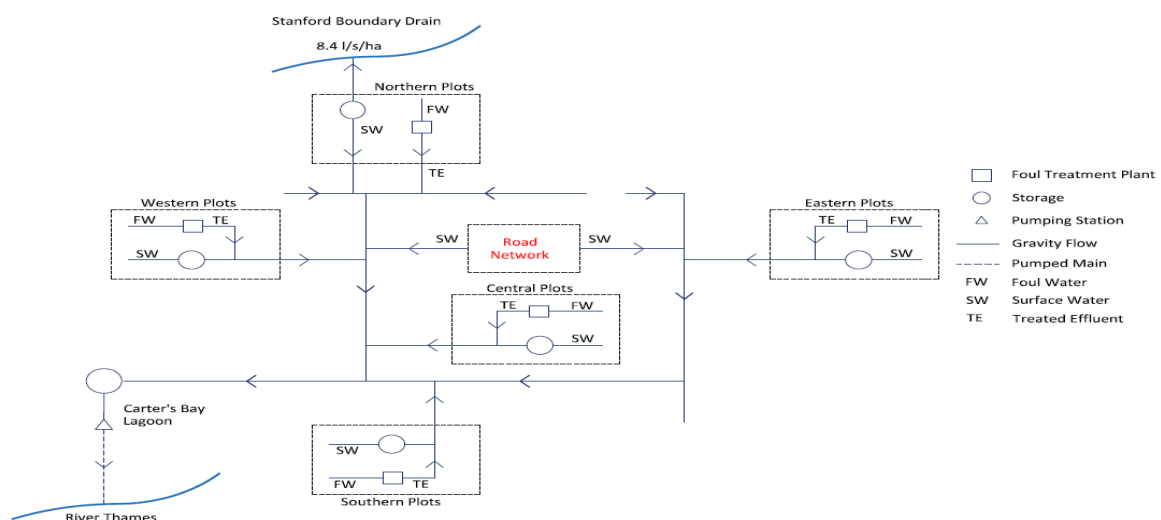 Stanford Boundary Drain
8.4 l/s/ha
Northern Plots
FW
SW
TE
Western Plots
FW
TE
SW
SW
Road
Network
SW
Eastern Plots
TE
FW
SW
Central Plots
TE
FW
SW
Carter's Bay
Lagoon
SW
FW
TE
Southern Plots
River Thames
Foul Treatment Plant
Storage
Pumping Station
Gravity Flow
Pumped Main
FW Foul Water
SW Surface Water
TE Treated Effluent